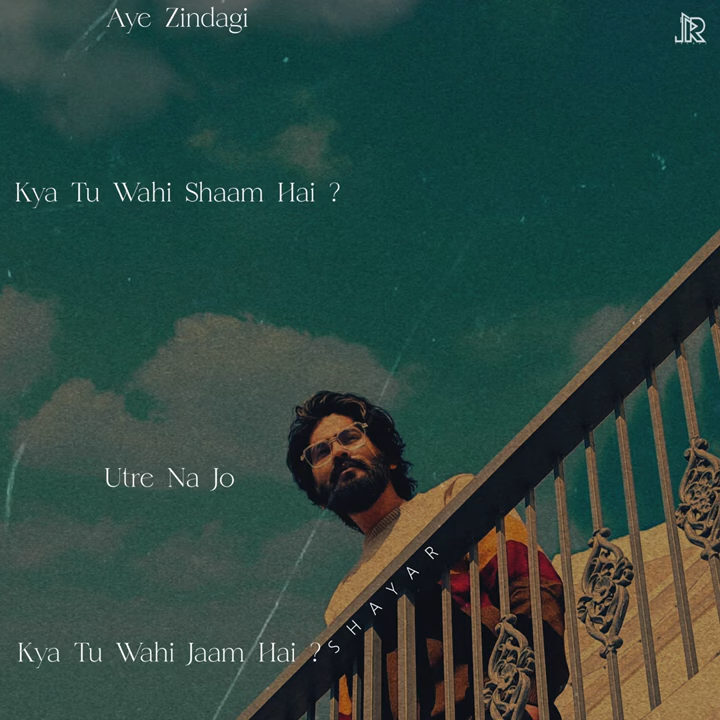 Aye Zindagi
JR
Kya Tu Wahi Shaam Hai ?
Utre Na Jo
SHAYAR
Kya Tu Wahi Jaam Hai ?